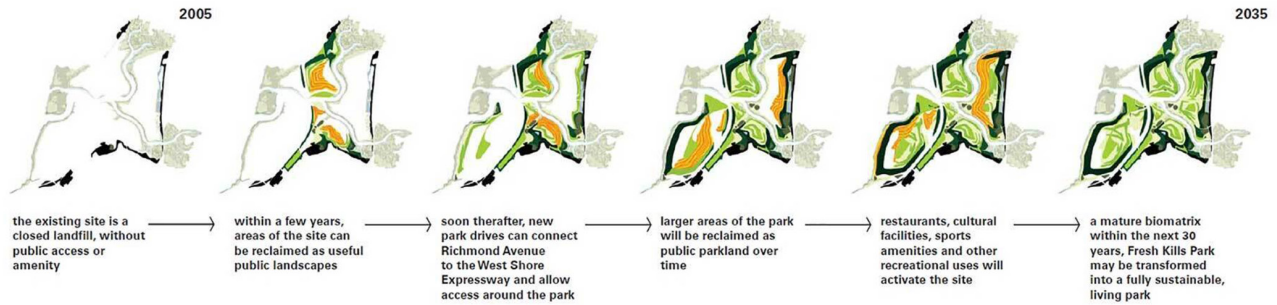 2005
2035
the existing site is a
closed landfill, without
public access or
amenity
within a few years,
areas of the site can
be reclaimed as useful
public landscapes
soon therafter, new
park drives can connect
Richmond Avenue
to the West Shore
Expressway and allow
access around the park
larger areas of the park
will be reclaimed as
public parkland over
time
restaurants, cultural
facilities, sports
amenities and other
recreational uses will
activate the site
a mature biomatrix
within the next 30
years, Fresh Kills Park
may be transformed
into a fully sustainable,
living park